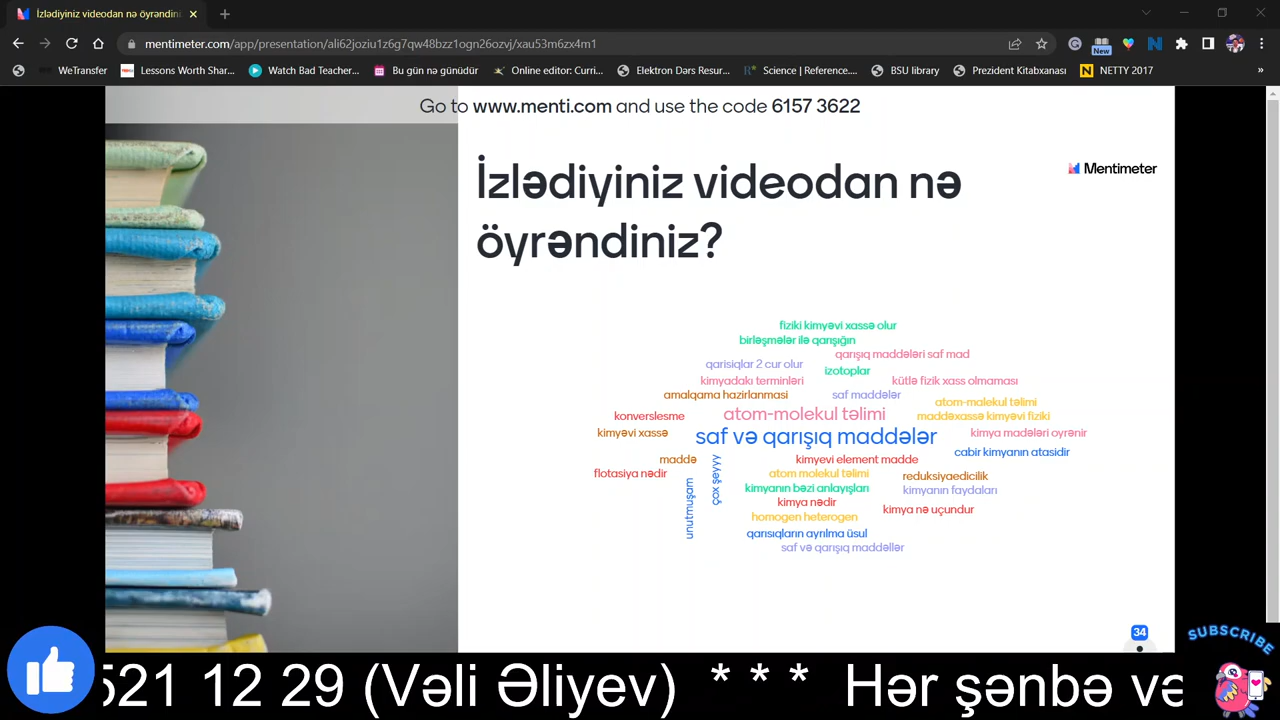 İzlədiyiniz videodan nə öyrəndiniz
mentimeter.com/app/presentation/ali62joziu1z6g7qw48bzz1ogn26ozvj/xau53m6zx4m1
New
WeTransfer
Lessons Worth Shar...
Watch Bad Teacher...
Bu gün nə günüdür
Online editor: Curri...
Elektron Dərs Resur...
Science | Reference....
BSU library
Prezident Kitabxanası
NETTY 2017
»
Go to www.menti.com and use the code 6157 3622
Mentimeter
İzlədiyiniz videodan nə
öyrəndiniz?
fiziki kimyəvi xassə olur
birləşmələr ilə qarışığın
qarışıq maddələri saf mad
qarisiqlar 2 cur olur
izotoplar
kimyadakı terminləri
kütlə fizik xass olmaması
amalqama hazirlanmasi
saf maddələr
atom-malekul təlimi
konverslesme
atom-molekul təlimi
maddəxassə kimyəvi fiziki
kimyəvi xassə
saf və qarışıq maddələr
kimya madələri oyrənir
cabir kimyanın atasidir
maddə
kimyevi element madde
flotasiya nədir
çox şeyyy
atom molekul təlimi
reduksiyaedicilik
unutmuşam
kimyanın bəzi anlayışları
kimyanın faydaları
kimya nədir
kimya nə uçundur
homogen heterogen
qarısıqların ayrılma üsul
saf və qarışıq maddəllər
34
SUBSCRIBE
521 12 29 (Vəli Əliyev) * * * Hər şənbə və